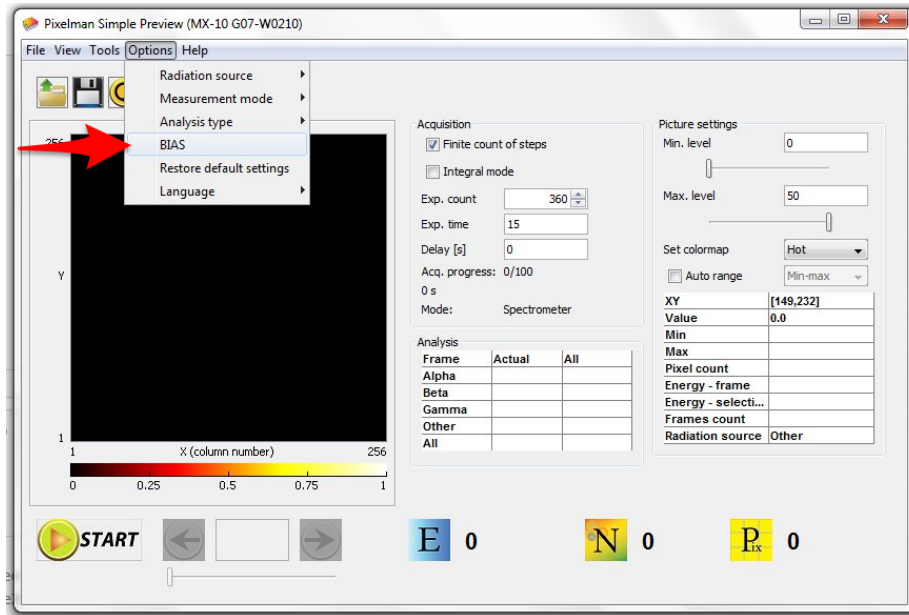 Pixelman Simple Preview (MX-10 G07-W0210)
File View Tools Options Help
Radiation source
Measurement mode
Analysis type
BIAS
Restore default settings
Language
256
Y
1
1 X (column number) 256
0 0.25 0.5 0.75 1
Acquisition
Finite count of steps
Integral mode
Exp. count 360
Exp. time 15
Delay [s] 0
Acq. progress: 0/100
0 s
Mode: Spectrometer
Analysis
Frame Actual All
Alpha
Beta
Gamma
Other
All
Picture settings
Min. level 0
Max. level 50
Set colormap Hot
Auto range Min-max
XY [149,232]
Value 0.0
Min
Max
Pixel count
Energy - frame
Energy - selecti...
Frames count
Radiation source Other
START
E 0 N 0 Pix 0